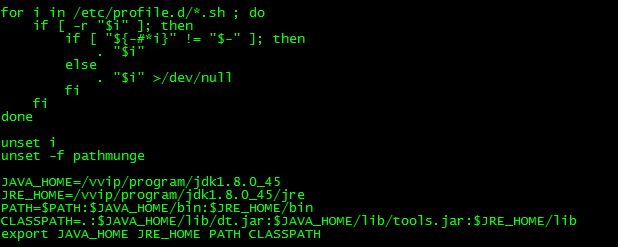 for i in /etc/profile.d/*.sh ; do
    if [ -r "$i" ]; then
        if [ "${-#*i}" != "$-" ]; then
            . "$i"
        else
            . "$i" >/dev/null
        fi
    fi
done

unset i
unset -f pathmunge

JAVA_HOME=/vvip/program/jdk1.8.0_45
JRE_HOME=/vvip/program/jdk1.8.0_45/jre
PATH=$PATH:$JAVA_HOME/bin:$JRE_HOME/bin
CLASSPATH=.:$JAVA_HOME/lib/dt.jar:$JAVA_HOME/lib/tools.jar:$JRE_HOME/lib
export JAVA_HOME JRE_HOME PATH CLASSPATH